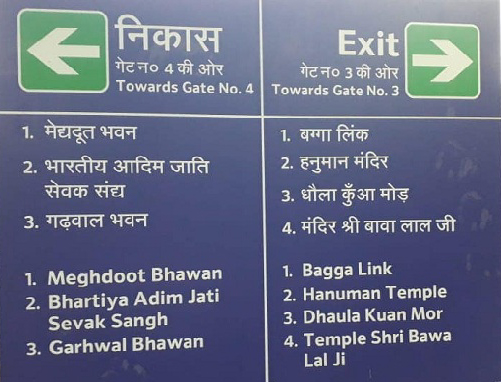 निकास
गेट न० 4 की ओर
Towards Gate No. 4
1. मेद्यदूत भवन
2. भारतीय आदिम जाति
सेवक संद्य
3. गढ़वाल भवन
1. Meghdoot Bhawan
2. Bhartiya Adim Jati
Sevak Sangh
3. Garhwal Bhawan
Exit
गेट न० 3 की ओर
Towards Gate No. 3
1. बग्गा लिंक
2. हनुमान मंदिर
3. धौला कुँआ मोड़
4. मंदिर श्री बावा लाल जी
1. Bagga Link
2. Hanuman Temple
3. Dhaula Kuan Mor
4. Temple Shri Bawa
Lal Ji